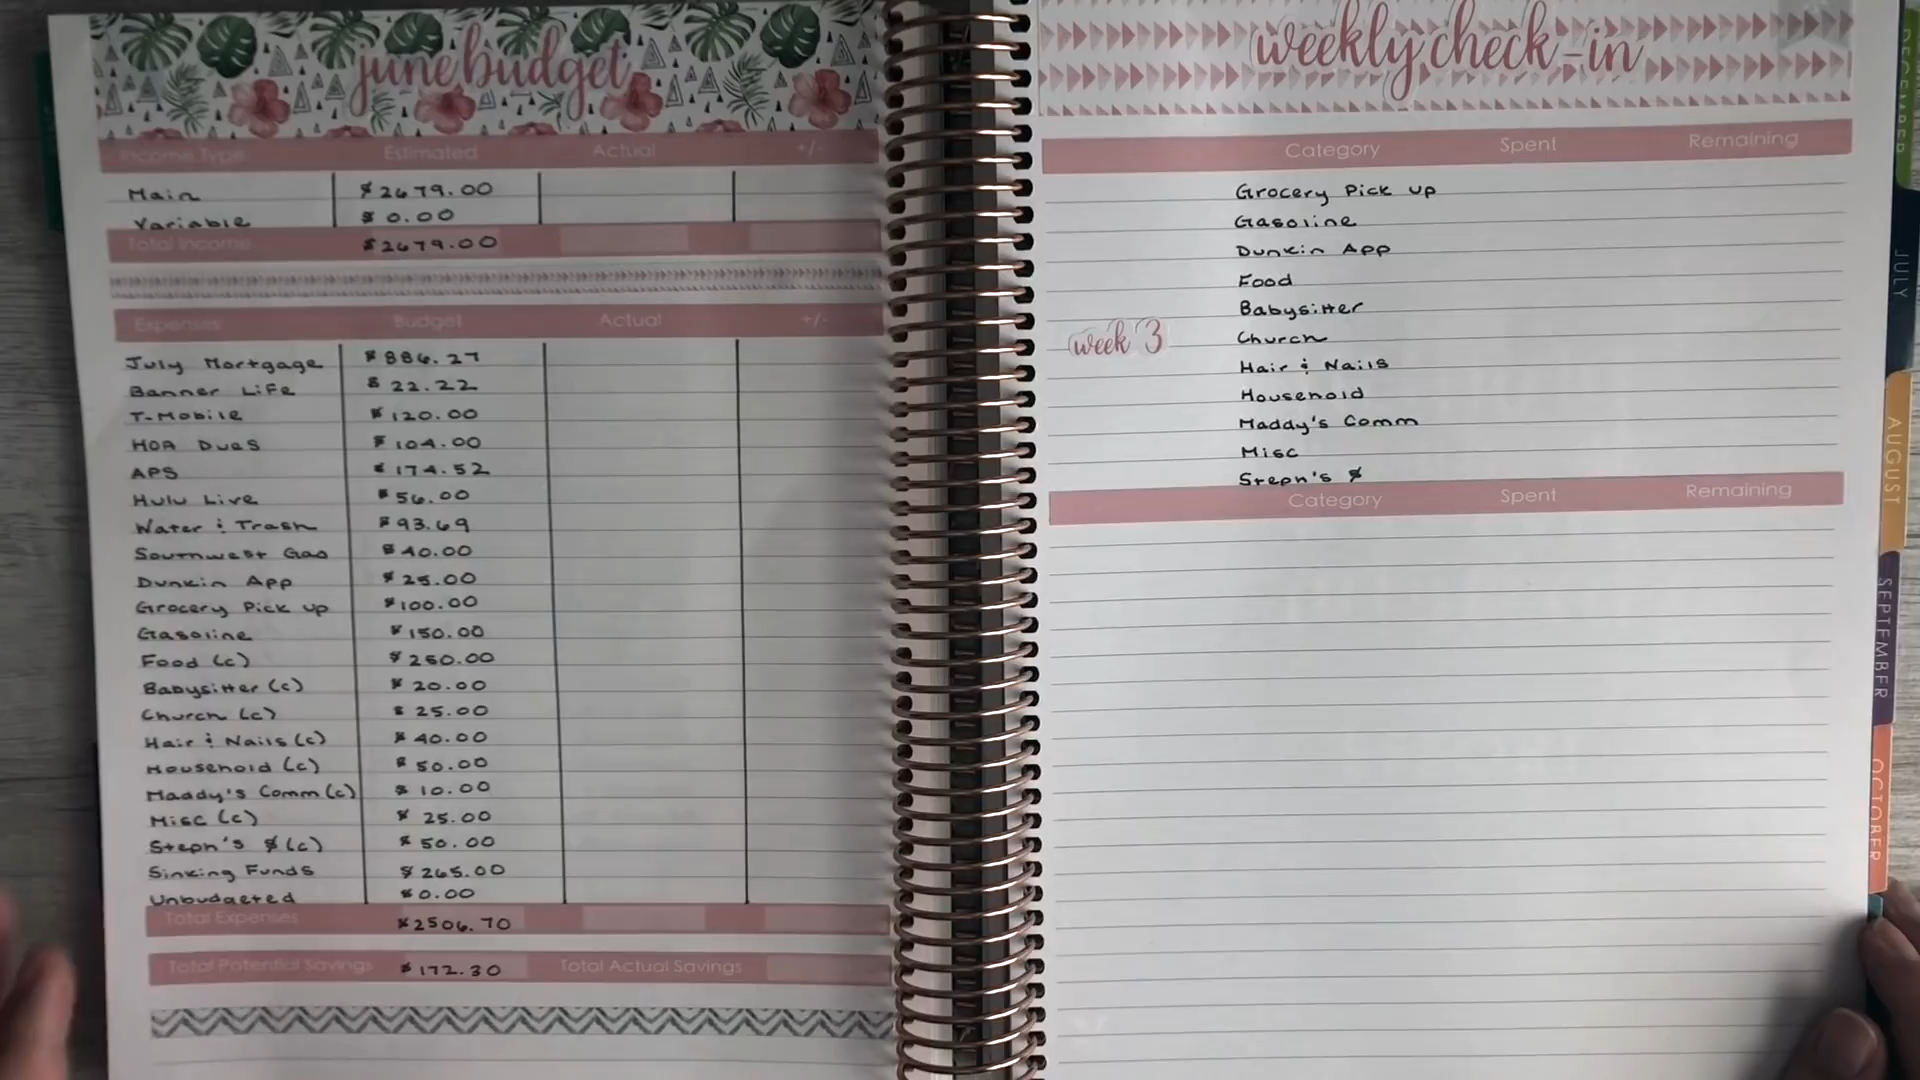 june budget
Income Type Estimated Actual +/-
Main $2679.00
Variable $0.00
Total Income $2679.00
Expenses Budget Actual +/-
July Mortgage $886.27
Banner Life $22.22
T-Mobile $120.00
HOA Dues $104.00
APS $174.52
Hulu Live $56.00
Water & Trash $93.69
Southwest Gas $40.00
Dunkin App $25.00
Grocery Pick up $100.00
Gasoline $150.00
Food (c) $250.00
Babysitter (c) $20.00
Church (c) $25.00
Hair & Nails (c) $40.00
Household (c) $50.00
Maddy's Comm (c) $10.00
Misc (c) $25.00
Steph's $ (c) $50.00
Sinking Funds $265.00
Unbudgeted $0.00
Total Expenses $2506.70
Total Potential Savings $172.30 Total Actual Savings
weekly check-in
Category Spent Remaining
Grocery Pick up
Gasoline
Dunkin App
Food
Babysitter
week 3 Church
Hair & Nails
Household
Maddy's Comm
Misc
Steph's $
Category Spent Remaining
DECEMBER
JULY
AUGUST
SEPTEMBER
OCTOBER